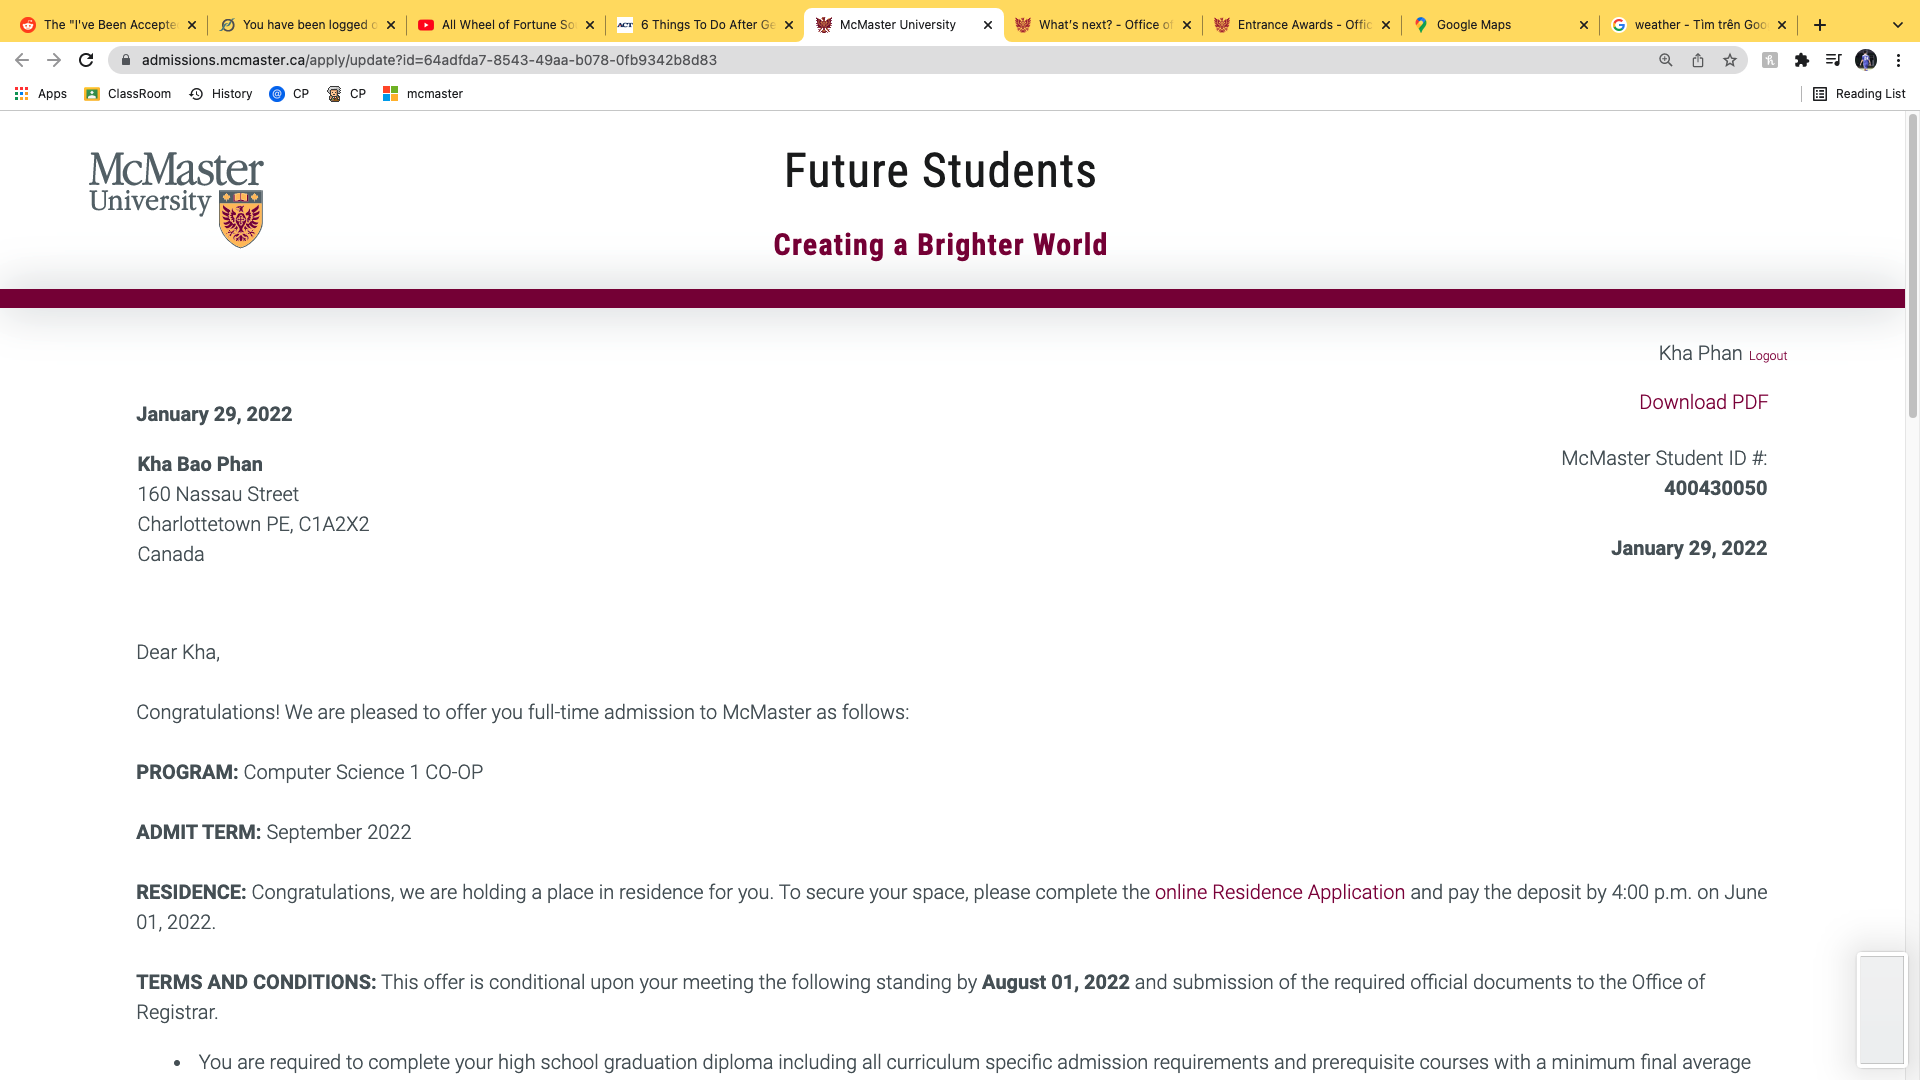 The "I've Been Accepte
You have been logged o
All Wheel of Fortune So
ACT 6 Things To Do After Ge
McMaster University
What's next? - Office of
Entrance Awards - Offic
Google Maps
weather - Tìm trên Goo
admissions.mcmaster.ca/apply/update?id=64adfda7-8543-49aa-b078-0fb9342b8d83
Apps
ClassRoom
History
CP
CP
mcmaster
Reading List
McMaster
University
Future Students
Creating a Brighter World
Kha Phan Logout
Download PDF
January 29, 2022
Kha Bao Phan
160 Nassau Street
Charlottetown PE, C1A2X2
Canada
McMaster Student ID #:
400430050
January 29, 2022
Dear Kha,
Congratulations! We are pleased to offer you full-time admission to McMaster as follows:
PROGRAM: Computer Science 1 CO-OP
ADMIT TERM: September 2022
RESIDENCE: Congratulations, we are holding a place in residence for you. To secure your space, please complete the online Residence Application and pay the deposit by 4:00 p.m. on June
01, 2022.
TERMS AND CONDITIONS: This offer is conditional upon your meeting the following standing by August 01, 2022 and submission of the required official documents to the Office of
Registrar.
• You are required to complete your high school graduation diploma including all curriculum specific admission requirements and prerequisite courses with a minimum final average